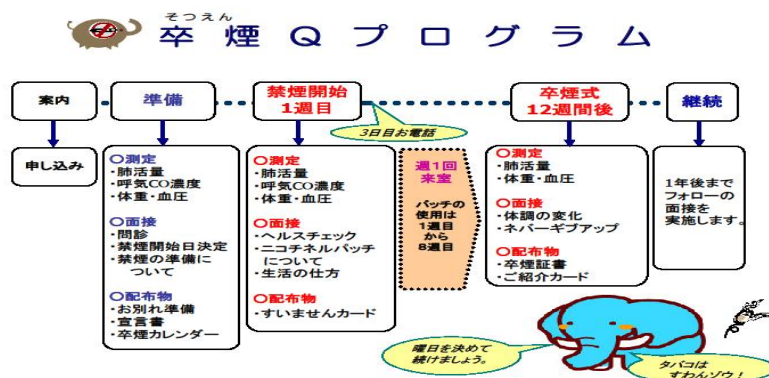 そつえん
卒煙Qプログラム
案内
申し込み
準備
○測定
・肺活量
・呼気CO濃度
・体重・血圧
○面接
・問診
・禁煙開始日決定
・禁煙の準備に
ついて
○配布物
・お別れ準備
・宣言書
・卒煙カレンダー
禁煙開始
1週目
3日目お電話
○測定
・肺活量
・呼気CO濃度
・体重・血圧
○面接
・ヘルスチェック
・ニコチネルパッチ
について
・生活の仕方
○配布物
・すいませんカード
週1回
来室
パッチの
使用は
1週目
から
8週目
卒煙式
12週間後
○測定
・肺活量
・体重・血圧
○面接
・体調の変化
・ネバーギブアップ
○配布物
・卒煙証書
・ご紹介カード
継続
1年後まで
フォローの
面接を
実施します。
曜日を決めて
続けましょう。
タバコは
すわんゾウ!